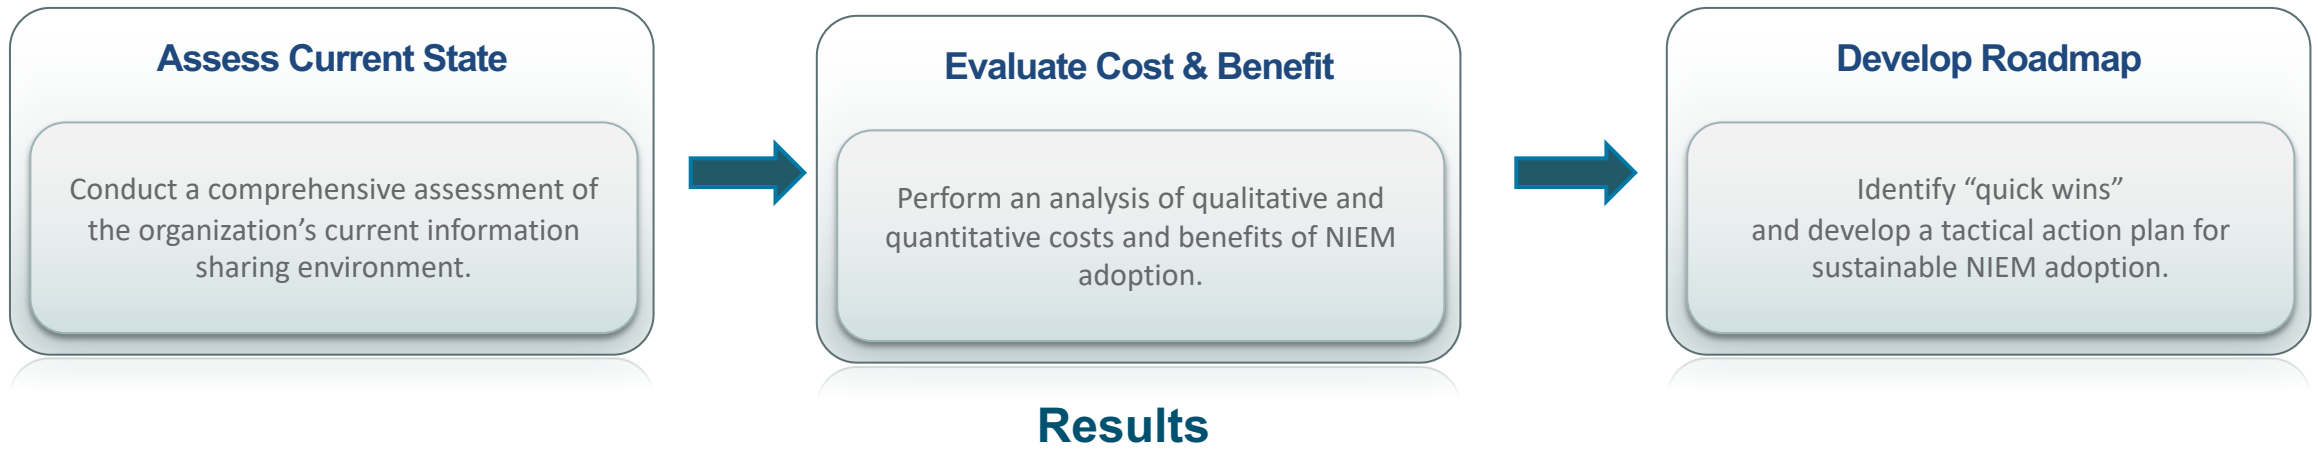 Assess Current State
Conduct a comprehensive assessment of
the organization’s current information
sharing environment.
Evaluate Cost & Benefit
Perform an analysis of qualitative and
quantitative costs and benefits of NIEM
adoption.
Develop Roadmap
Identify “quick wins”
and develop a tactical action plan for
sustainable NIEM adoption.
Results